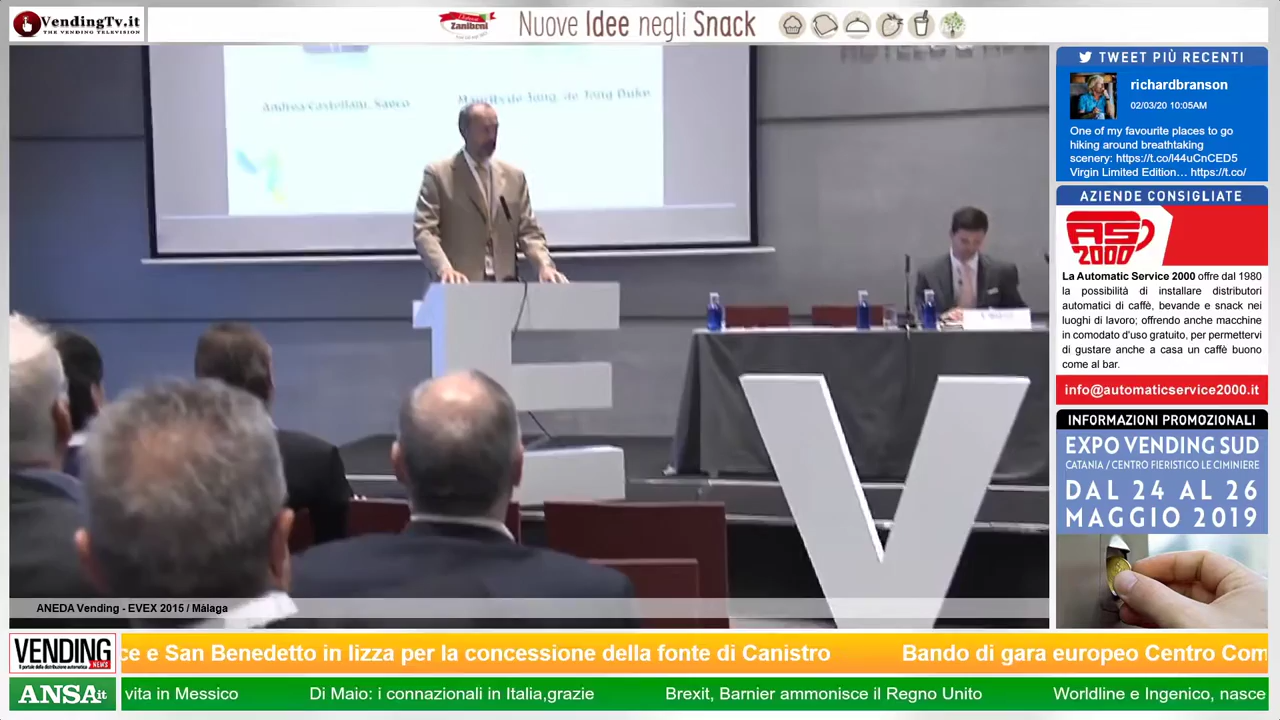 VendingTv.it
THE VENDING TELEVISION
Zaniboni
Nuove Idee negli Snack
Andrea Castellani, Saeco
Maurits de Jong, de Jong Duke
ANEDA Vending - EVEX 2015 / Málaga
TWEET PIÙ RECENTI
richardbranson
02/03/20 10:05AM
One of my favourite places to go
hiking around breathtaking
scenery: https://t.co/l44uCnCED5
Virgin Limited Edition… https://t.co/
AZIENDE CONSIGLIATE
AS
2000
La Automatic Service 2000 offre dal 1980
la possibilità di installare distributori
automatici di caffè, bevande e snack nei
luoghi di lavoro; offrendo anche macchine
in comodato d'uso gratuito, per permettervi
di gustare anche a casa un caffè buono
come al bar.
info@automaticservice2000.it
INFORMAZIONI PROMOZIONALI
EXPO VENDING SUD
CATANIA / CENTRO FIERISTICO LE CIMINIERE
DAL 24 AL 26
MAGGIO 2019
E
V
VENDING
NEWS
Il portale della distribuzione automatica
ce e San Benedetto in lizza per la concessione della fonte di Canistro Bando di gara europeo Centro Com
ANSA.it
vita in Messico Di Maio: i connazionali in Italia,grazie Brexit, Barnier ammonisce il Regno Unito Worldline e Ingenico, nasce